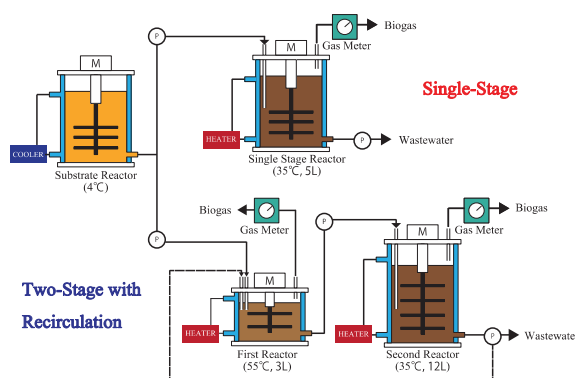 P
M
Gas Meter
Biogas
M
Single-Stage
COOLER
HEATER
P
Wastewater
Substrate Reactor
(4℃)
Single Stage Reactor
(35℃, 5L)
Biogas
Gas Meter
P
Gas Meter
Biogas
P
M
M
Two-Stage with
Recirculation
HEATER
HEATER
P
Wastewate
First Reactor
(55℃, 3L)
Second Reactor
(35℃, 12L)